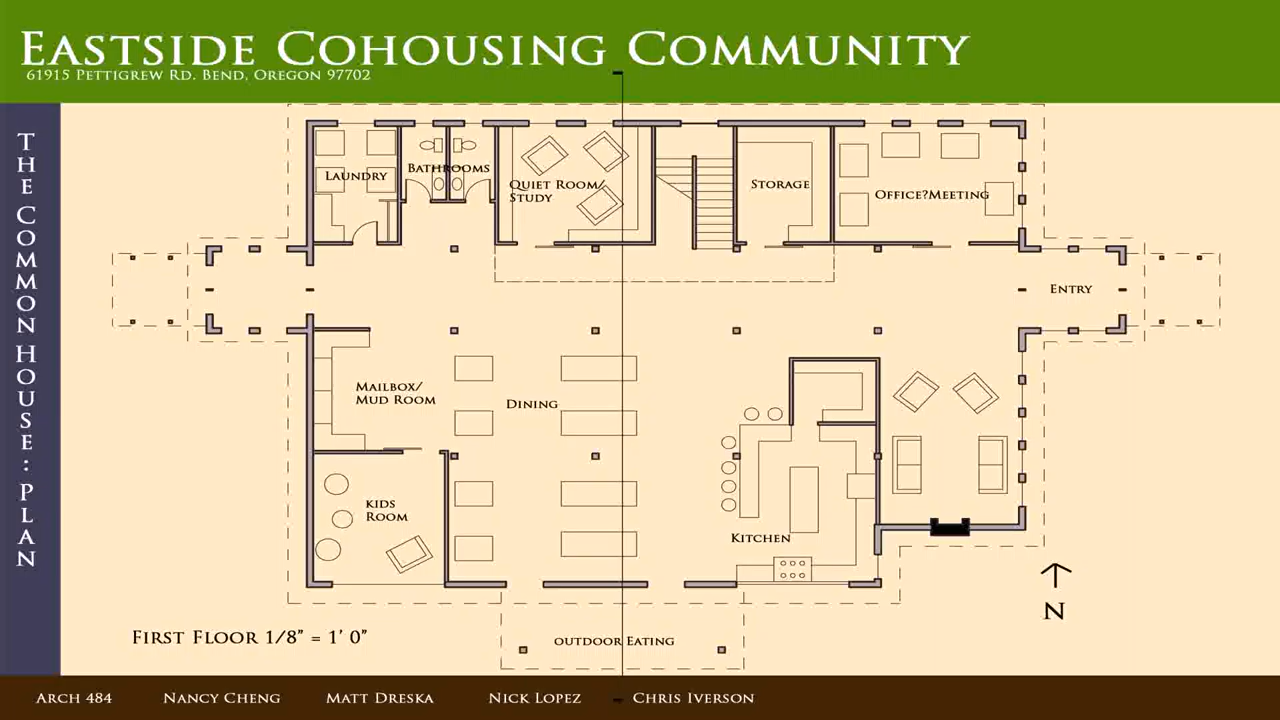 Eastside Cohousing Community
61915 Pettigrew Rd. Bend, Oregon 97702
The Common House: Plan
Laundry
Bathrooms
Quiet Room/
Study
Storage
Office?Meeting
Entry
Mailbox/
Mud Room
Dining
Kids
Room
Kitchen
N
Outdoor Eating
First Floor 1/8” = 1’ 0”
Arch 484 Nancy Cheng Matt Dreska Nick Lopez Chris Iverson